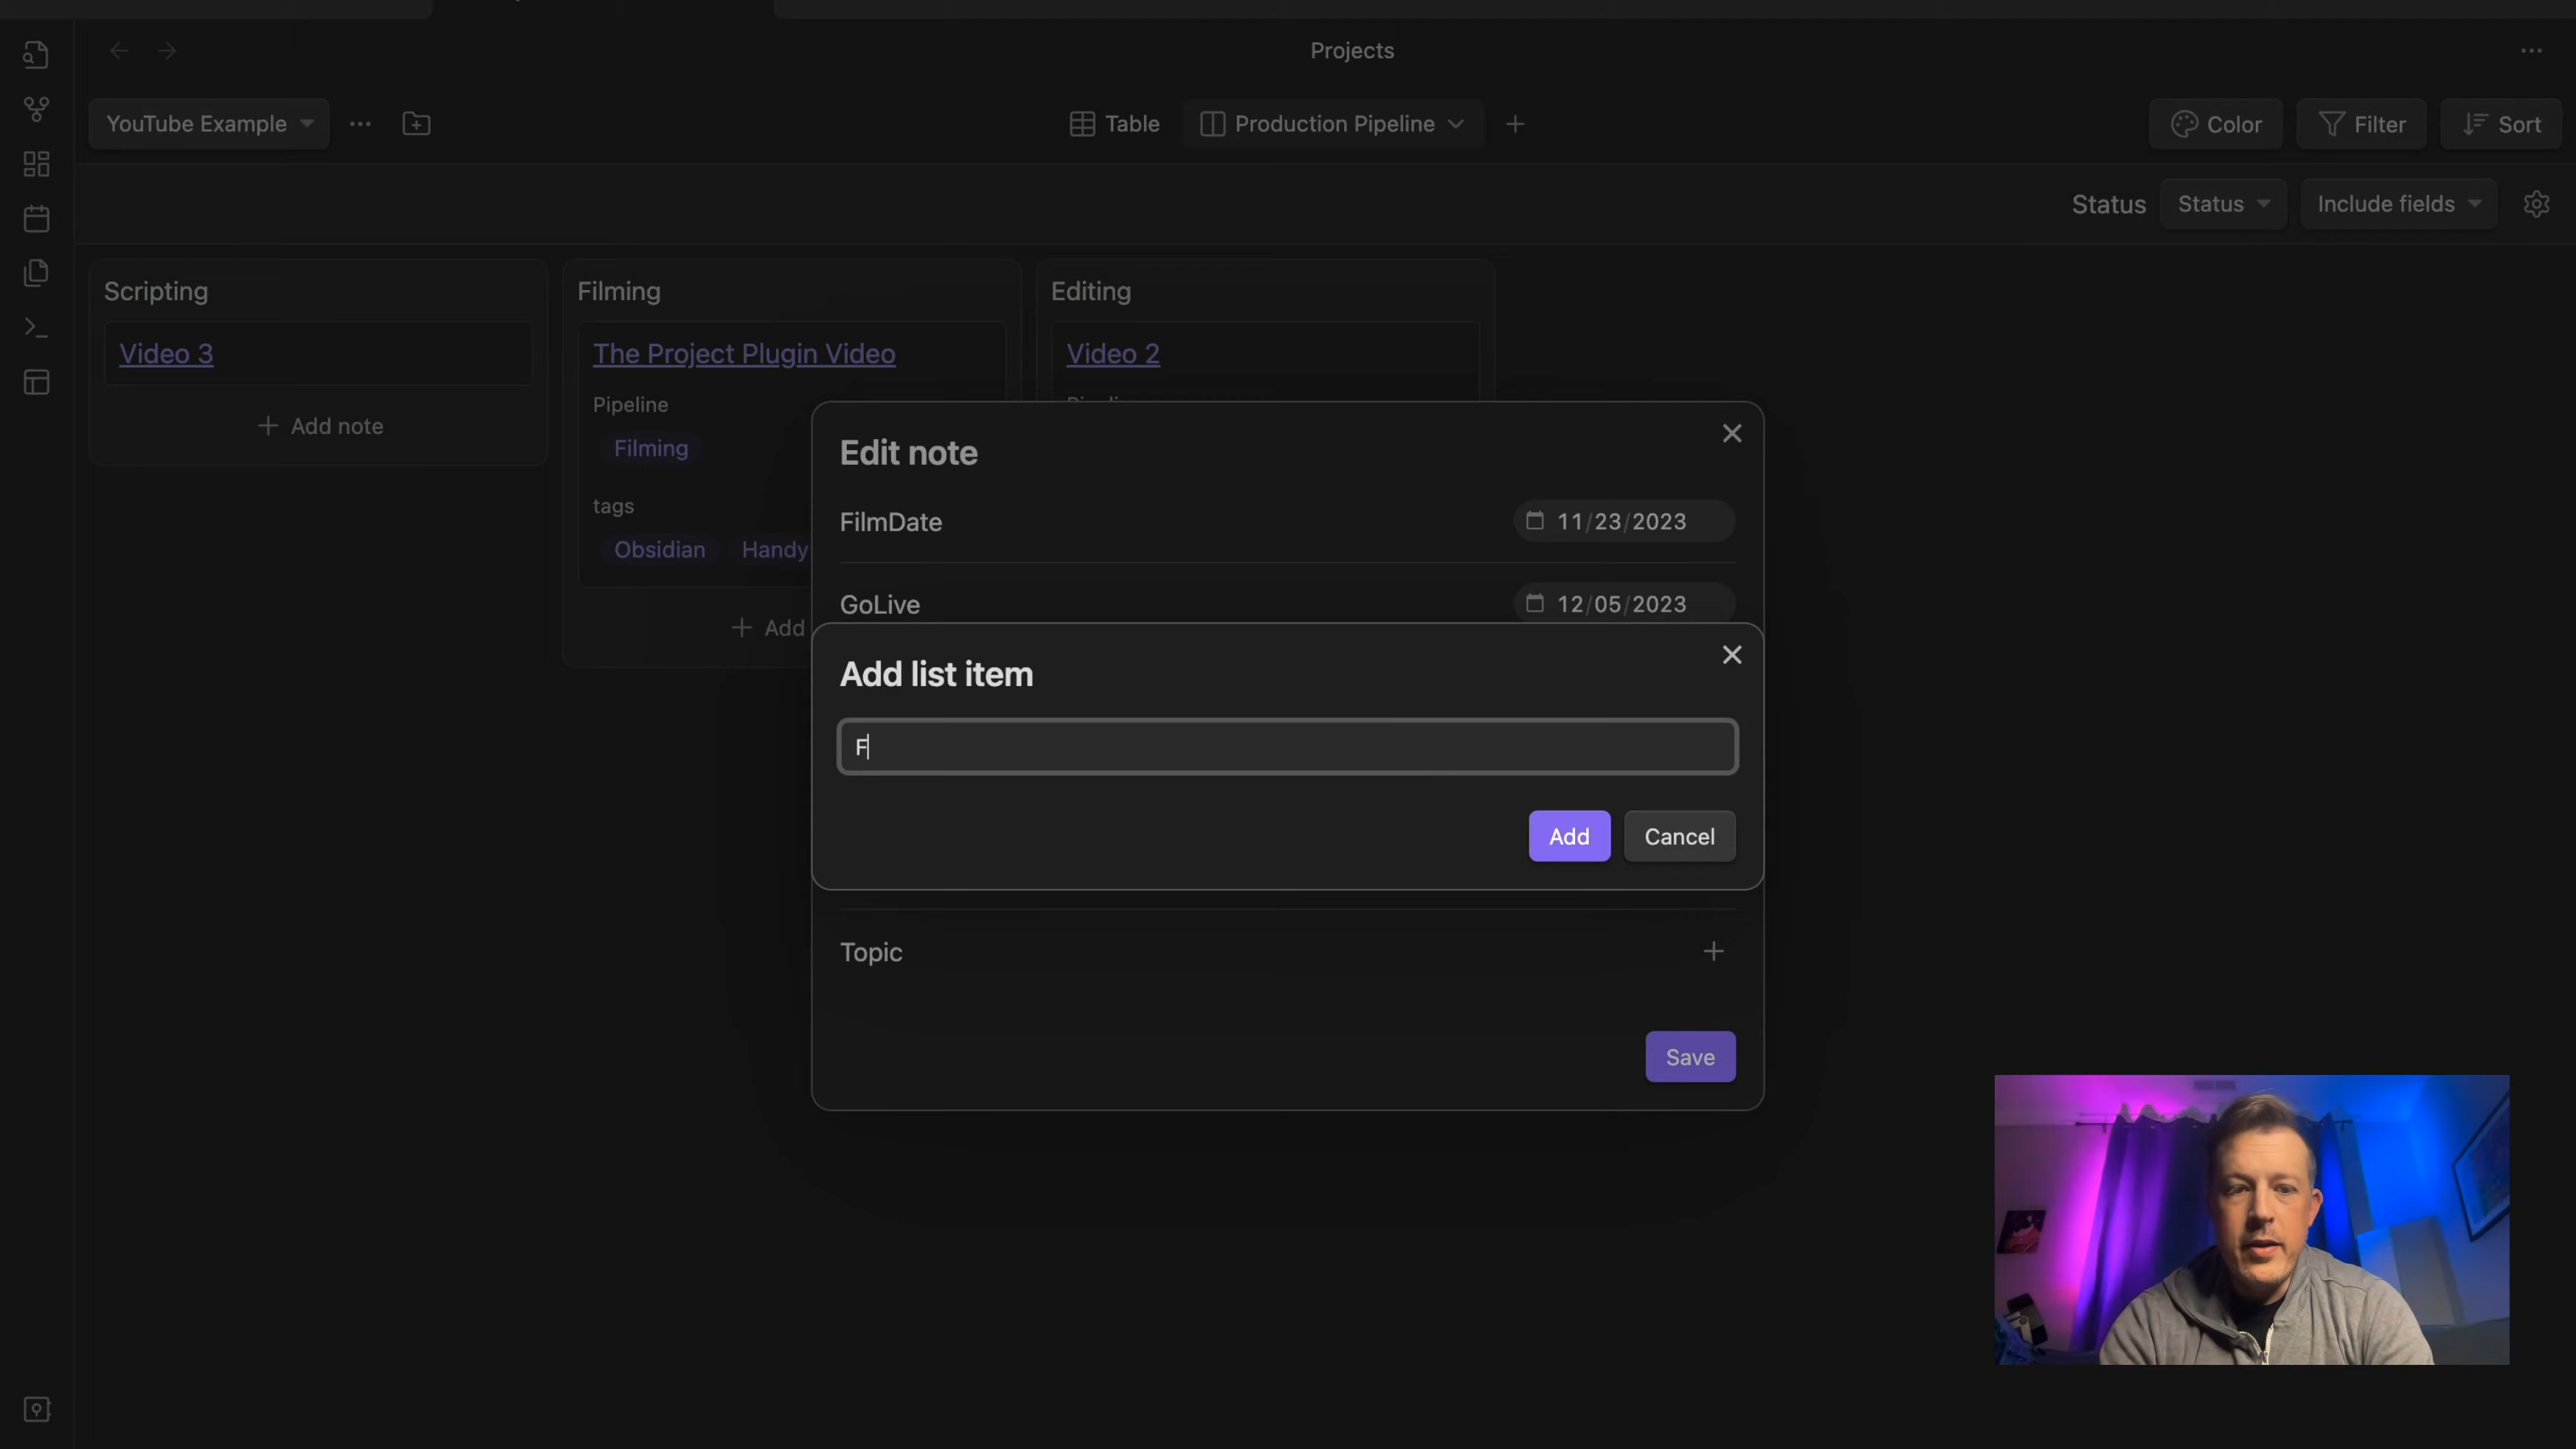 Projects
YouTube Example
Table
Production Pipeline
Color
Filter
Sort
Status
Status
Include fields
Scripting
Video 3
Add note
Filming
The Project Plugin Video
Pipeline
Filming
tags
Obsidian
Handy
Add
Editing
Video 2
Edit note
FilmDate
11/23/2023
GoLive
12/05/2023
Add list item
F
Add
Cancel
Topic
Save